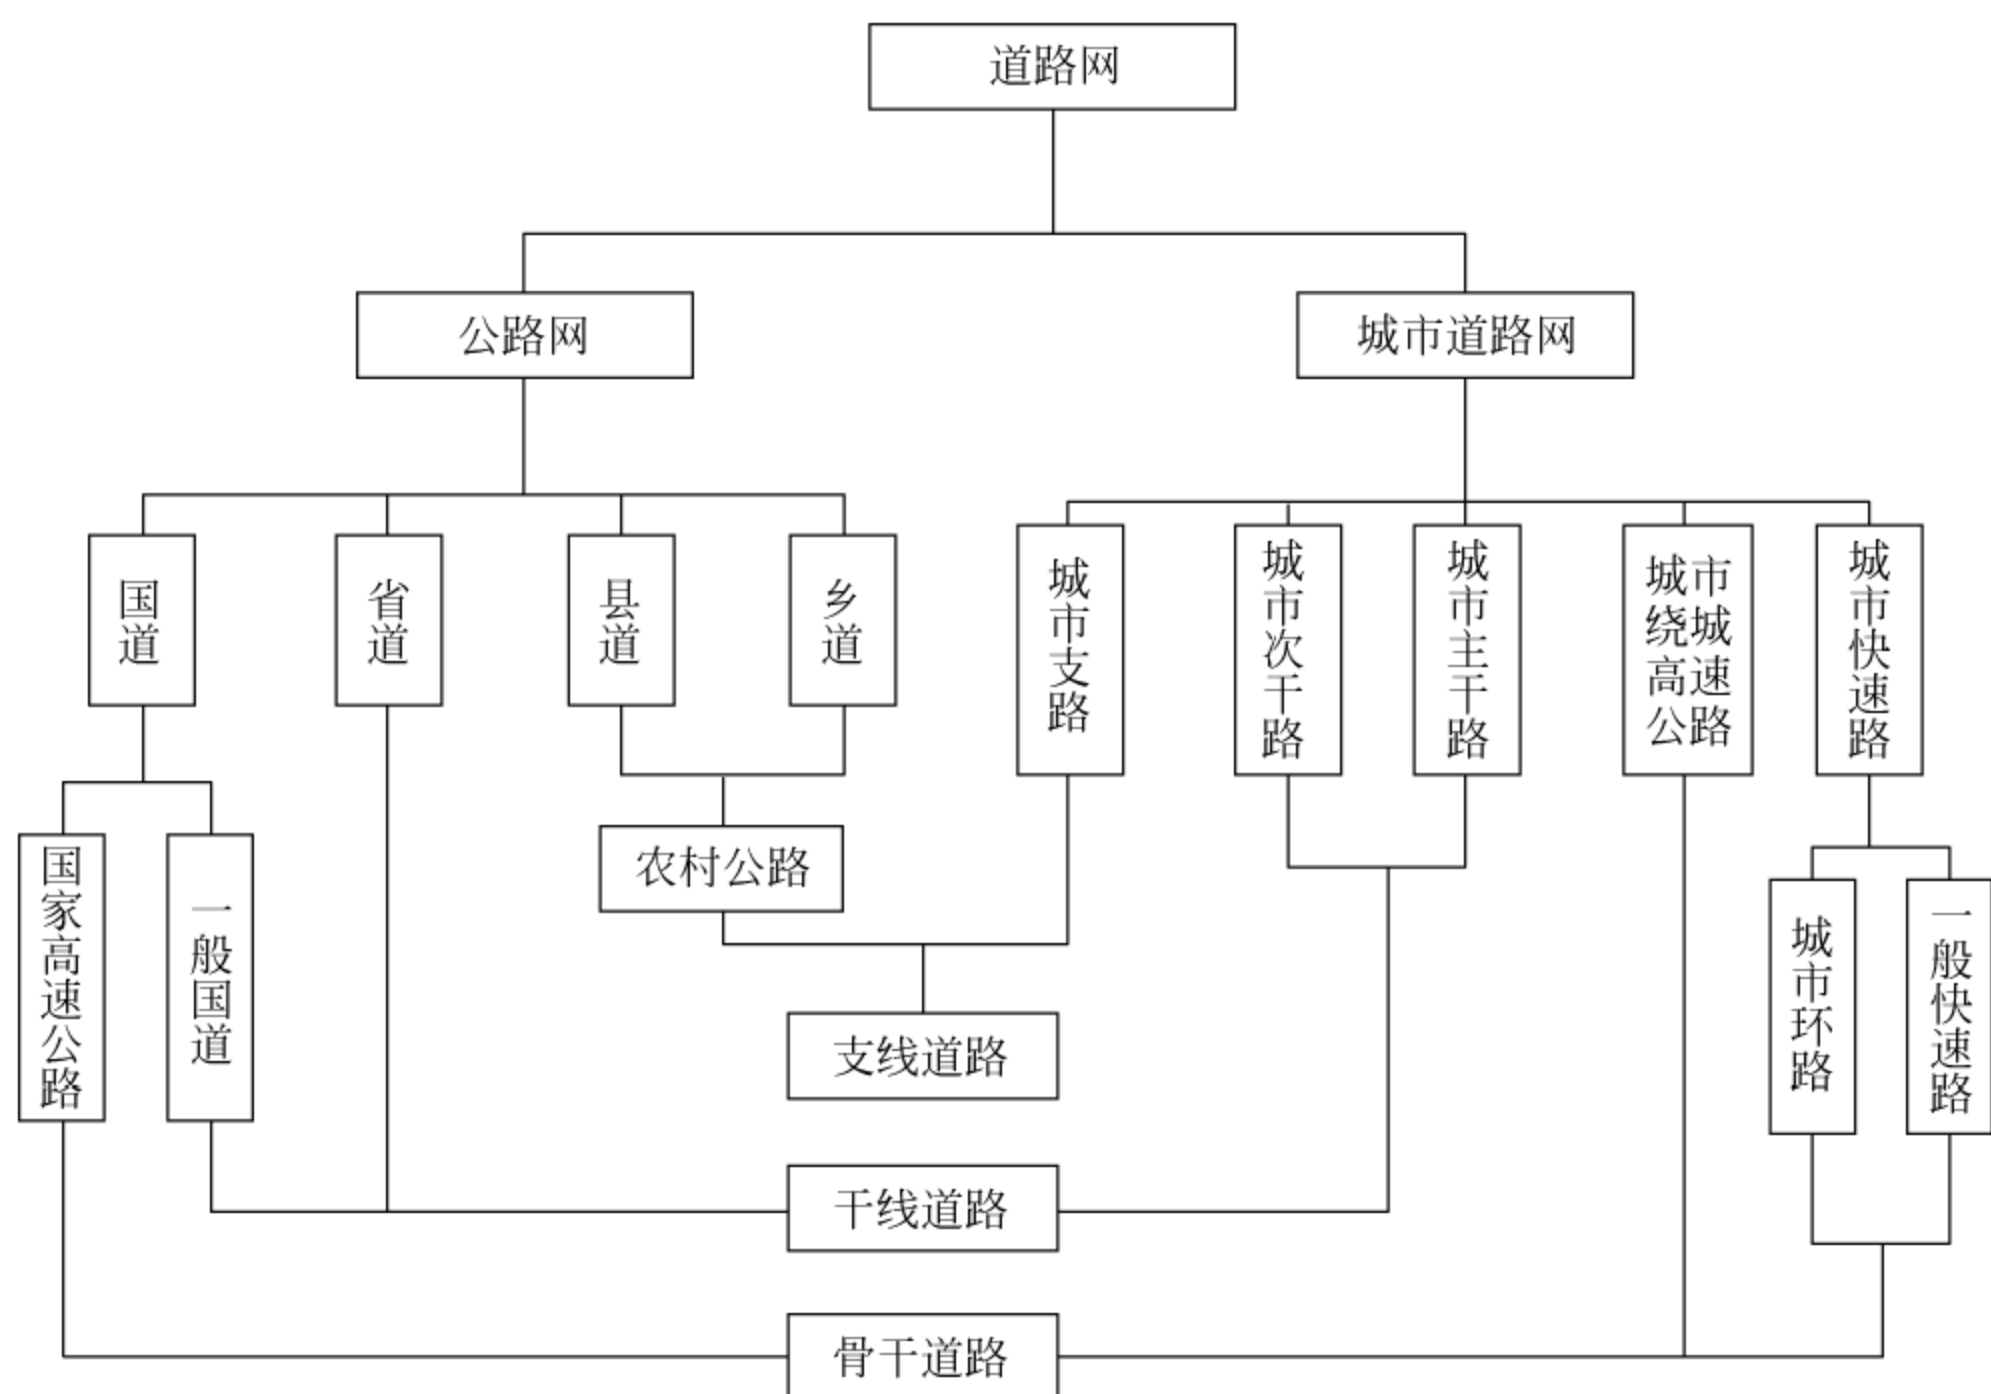 道路网
公路网
城市道路网
国道
省道
县道
乡道
城市支路
城市次干路
城市主干路
城市
绕城
高速
公路
城市快速路
农村公路
国家高速公路
一般国道
城市环路
一般快速路
支线道路
干线道路
骨干道路